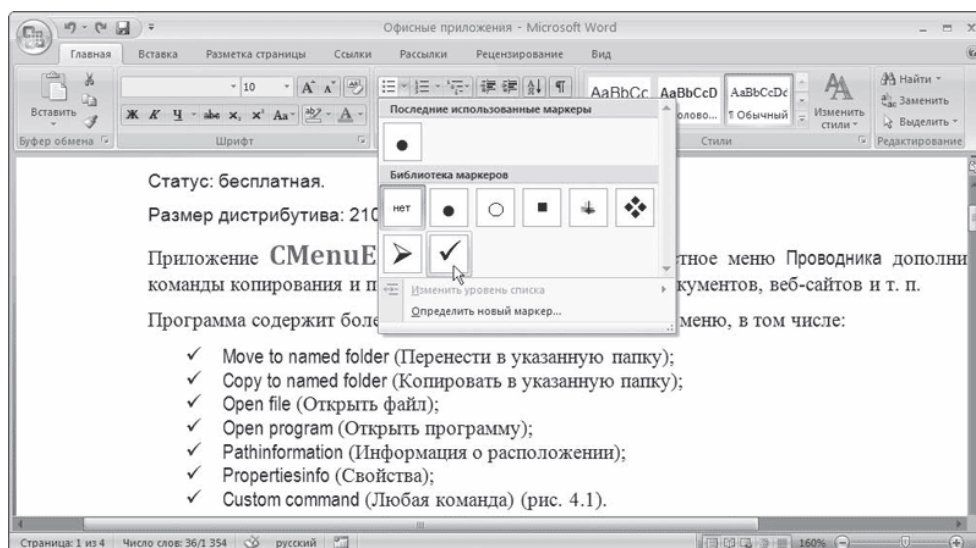 Офисные приложения - Microsoft Word
Главная Вставка Разметка страницы Ссылки Рассылки Рецензирование Вид
Вставить
10
Ж К Ч abc x, x² Aa ab A
AaBbCc AaBbCcD AaBbCcDc
олово... ¶ Обычный
Изменить стили
Найти
Заменить
Выделить
Буфер обмена Шрифт Стили Редактирование
Последние использованные маркеры
Библиотека маркеров
нет
Изменить уровень списка
Определить новый маркер...
Статус: бесплатная.
Размер дистрибутива: 210
Приложение CMenuE тное меню Проводника дополни
команды копирования и п кументов, веб-сайтов и т. п.
Программа содержит боле меню, в том числе:
Move to named folder (Перенести в указанную папку);
Copy to named folder (Копировать в указанную папку);
Open file (Открыть файл);
Open program (Открыть программу);
Pathinformation (Информация о расположении);
Propertiesinfo (Свойства);
Custom command (Любая команда) (рис. 4.1).
Страница: 1 из 4 Число слов: 36/1 354 русский 160%